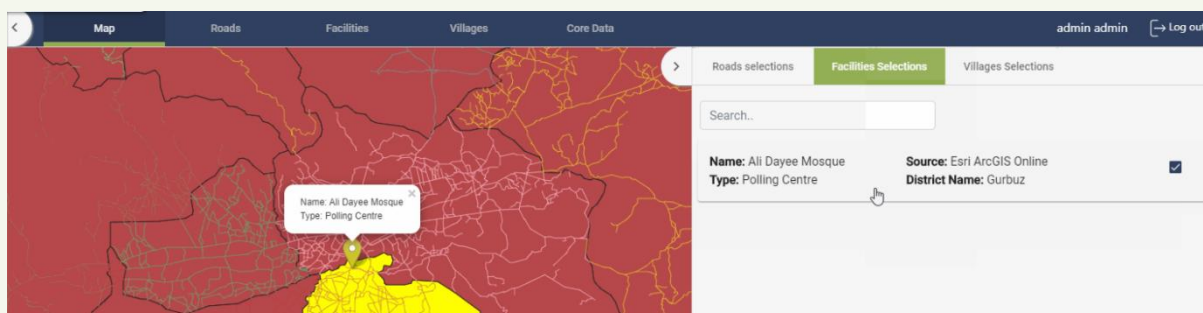 Map Roads Facilities Villages Core Data admin admin Log out
Roads selections Facilities Selections Villages Selections
Search..
Name: Ali Dayee Mosque Source: Esri ArcGIS Online
Type: Polling Centre District Name: Gurbuz
Name: Ali Dayee Mosque
Type: Polling Centre